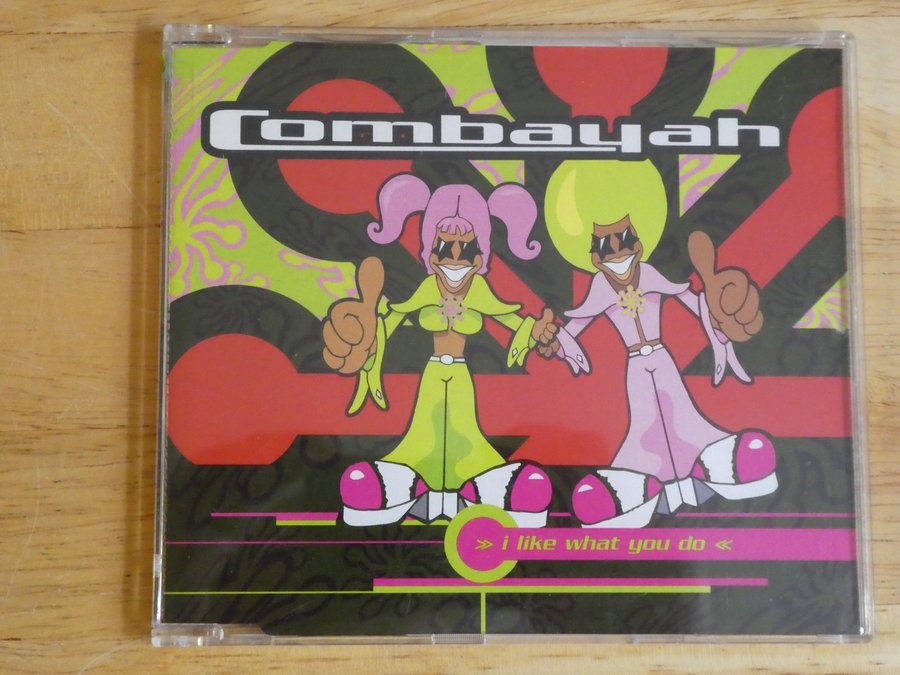 Combayah
» i like what you do «